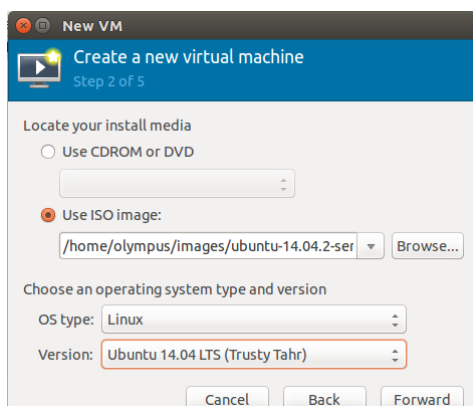 New VM
Create a new virtual machine
Step 2 of 5
Locate your install media
Use CDROM or DVD
Use ISO image:
/home/olympus/images/ubuntu-14.04.2-ser Browse...
Choose an operating system type and version
OS type: Linux
Version: Ubuntu 14.04 LTS (Trusty Tahr)
Cancel Back Forward